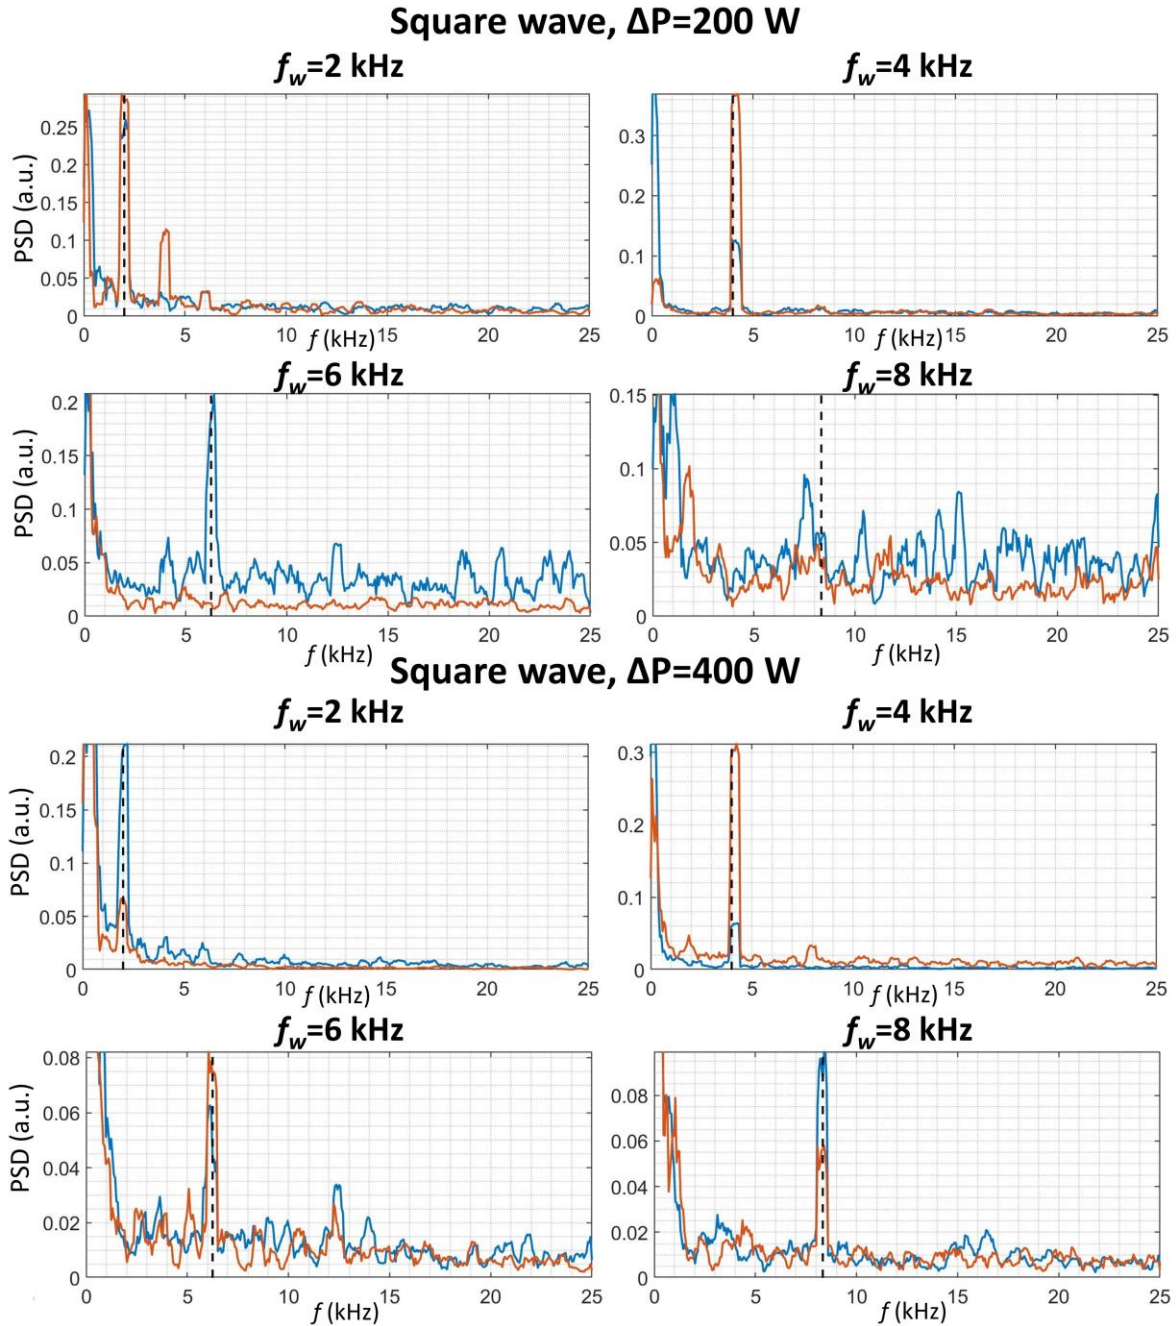 Square wave, ΔP=200 W
f_w=2 kHz
f_w=4 kHz
PSD (a.u.)
0.25
0.2
0.15
0.1
0.05
0
0 5 10 15 20 25
f (kHz)
0.3
0.2
0.1
0
0 5 10 15 20 25
f (kHz)
f_w=6 kHz
f_w=8 kHz
PSD (a.u.)
0.2
0.15
0.1
0.05
0
0 5 10 15 20 25
f (kHz)
0.15
0.1
0.05
0
0 5 10 15 20 25
f (kHz)
Square wave, ΔP=400 W
f_w=2 kHz
f_w=4 kHz
PSD (a.u.)
0.2
0.15
0.1
0.05
0
0 5 10 15 20 25
f (kHz)
0.3
0.2
0.1
0
0 5 10 15 20 25
f (kHz)
f_w=6 kHz
f_w=8 kHz
PSD (a.u.)
0.08
0.06
0.04
0.02
0
0 5 10 15 20 25
f (kHz)
0.08
0.06
0.04
0.02
0
0 5 10 15 20 25
f (kHz)